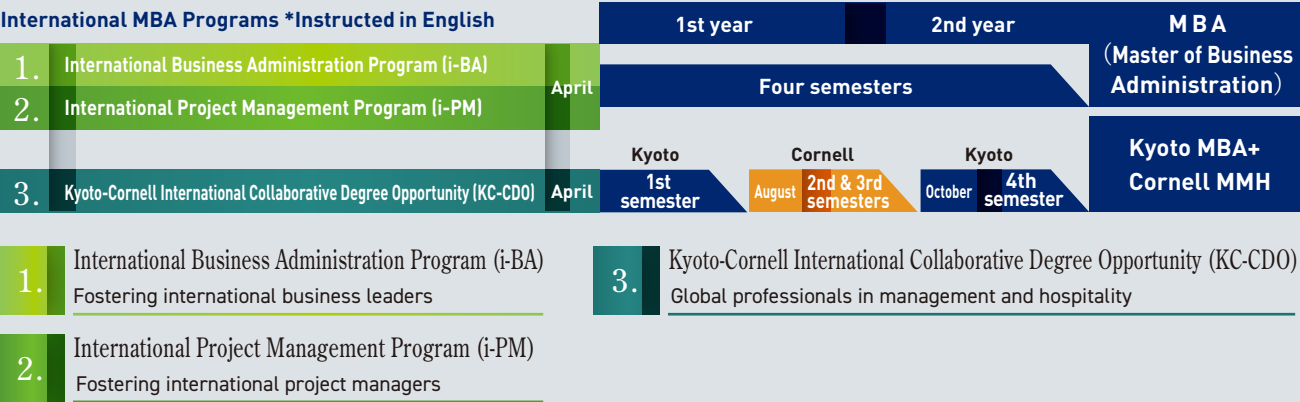 International MBA Programs *Instructed in English
1st year
2nd year
MBA
（Master of Business
Administration）
1.
International Business Administration Program (i-BA)
2.
International Project Management Program (i-PM)
April
Four semesters
Kyoto
Cornell
Kyoto
Kyoto MBA+
Cornell MMH
3.
Kyoto-Cornell International Collaborative Degree Opportunity (KC-CDO)
April
1st
semester
August
2nd & 3rd
semesters
October
4th
semester
1.
International Business Administration Program (i-BA)
Fostering international business leaders
2.
International Project Management Program (i-PM)
Fostering international project managers
3.
Kyoto-Cornell International Collaborative Degree Opportunity (KC-CDO)
Global professionals in management and hospitality